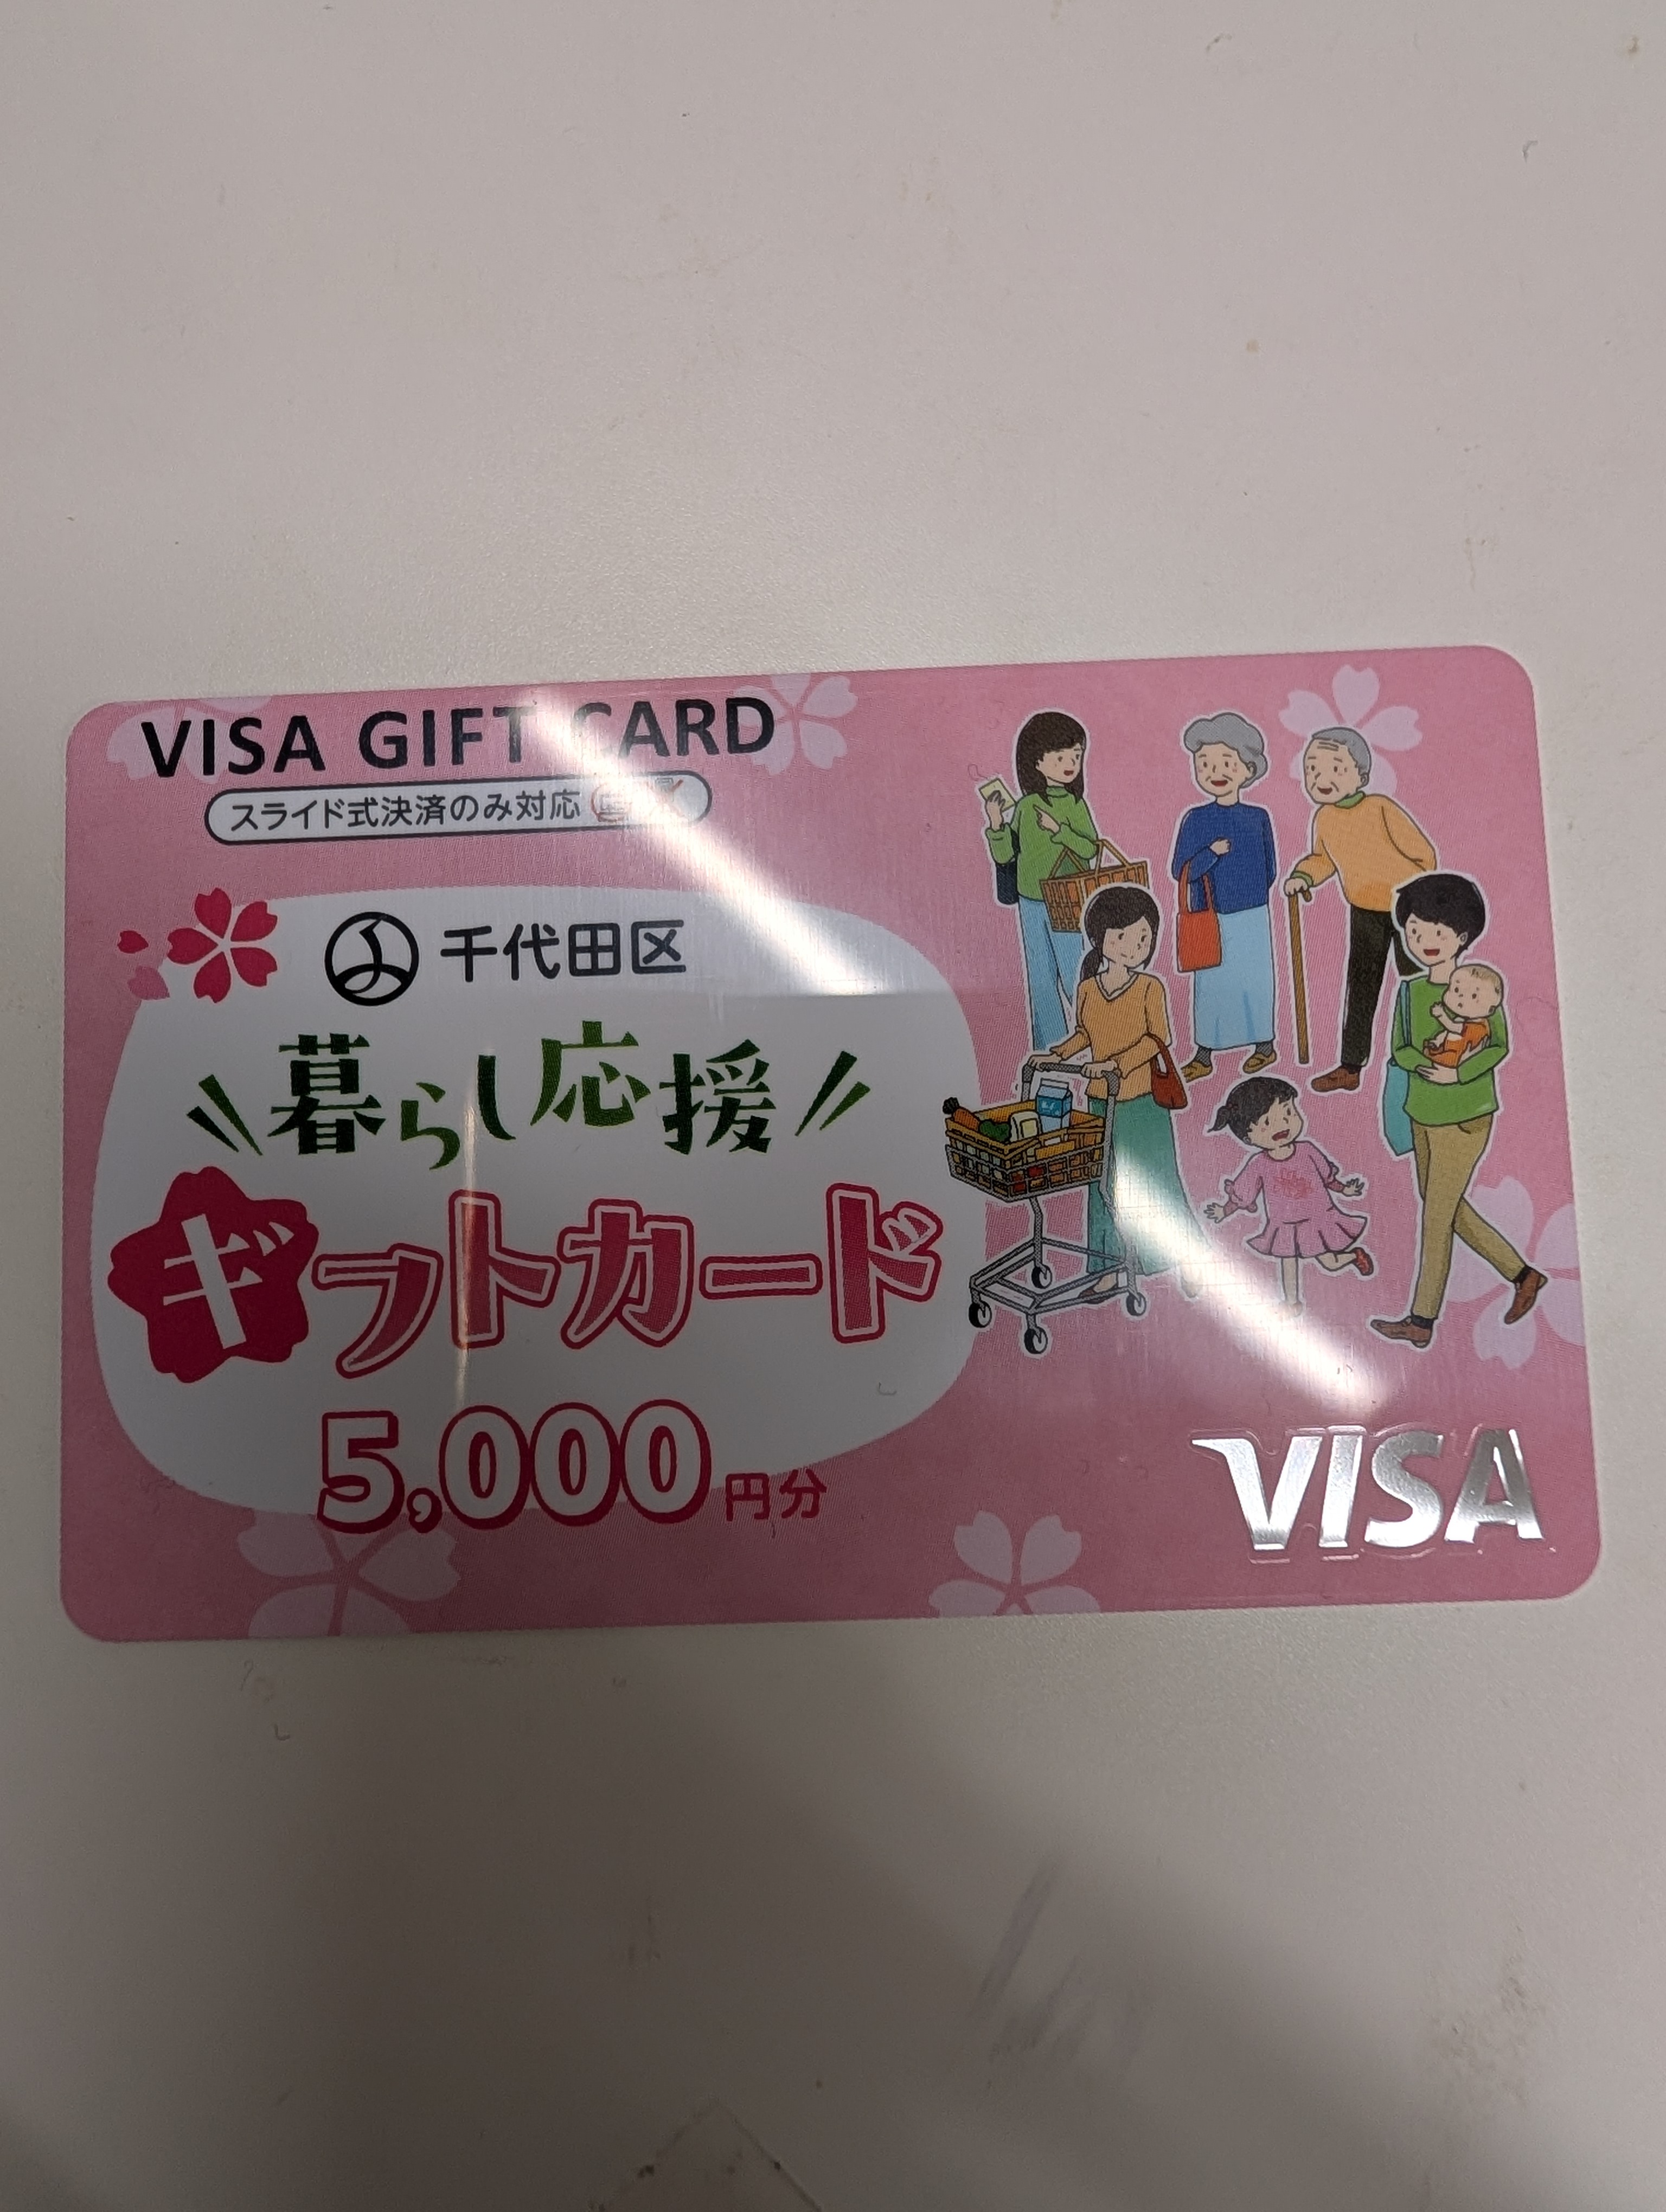 VISA GIFT CARD
スライド式決済のみ対応
千代田区
暮らし応援
ギフトカード
5,000円分
VISA